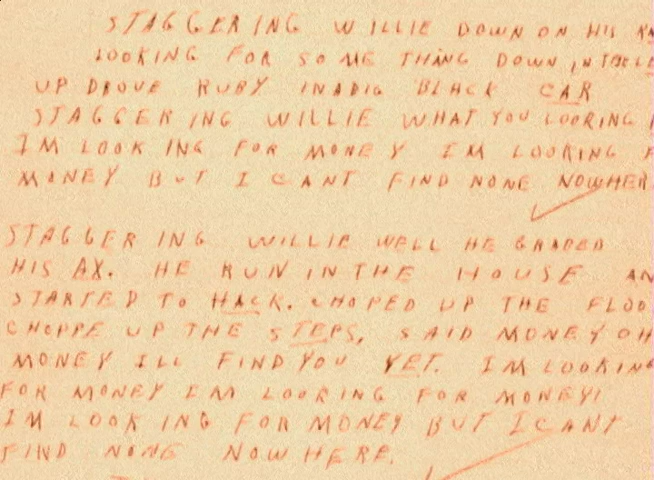 STAGGERING WILLIE DOWN ON HIS KN
LOOKING FOR SOMETHING DOWN IN
UP DROVE RUBY IN A BIG BLACK CAR
STAGGERING WILLIE WHAT YOU LOOKING
IM LOOKING FOR MONEY IM LOOKING F
MONEY BUT I CANT FIND NONE NOWHER
STAGGERING WILLIE WELL HE GRABED
HIS AX. HE RUN IN THE HOUSE AN
STARTED TO HACK. CHOPED UP THE FLOO
CHOPPE UP THE STEPS, SAID MONEY OH
MONEY ILL FIND YOU YET. IM LOOKING
FOR MONEY IM LOOKING FOR MONEY!
IM LOOKING FOR MONEY BUT I CANT
FIND NONE NOWHERE.